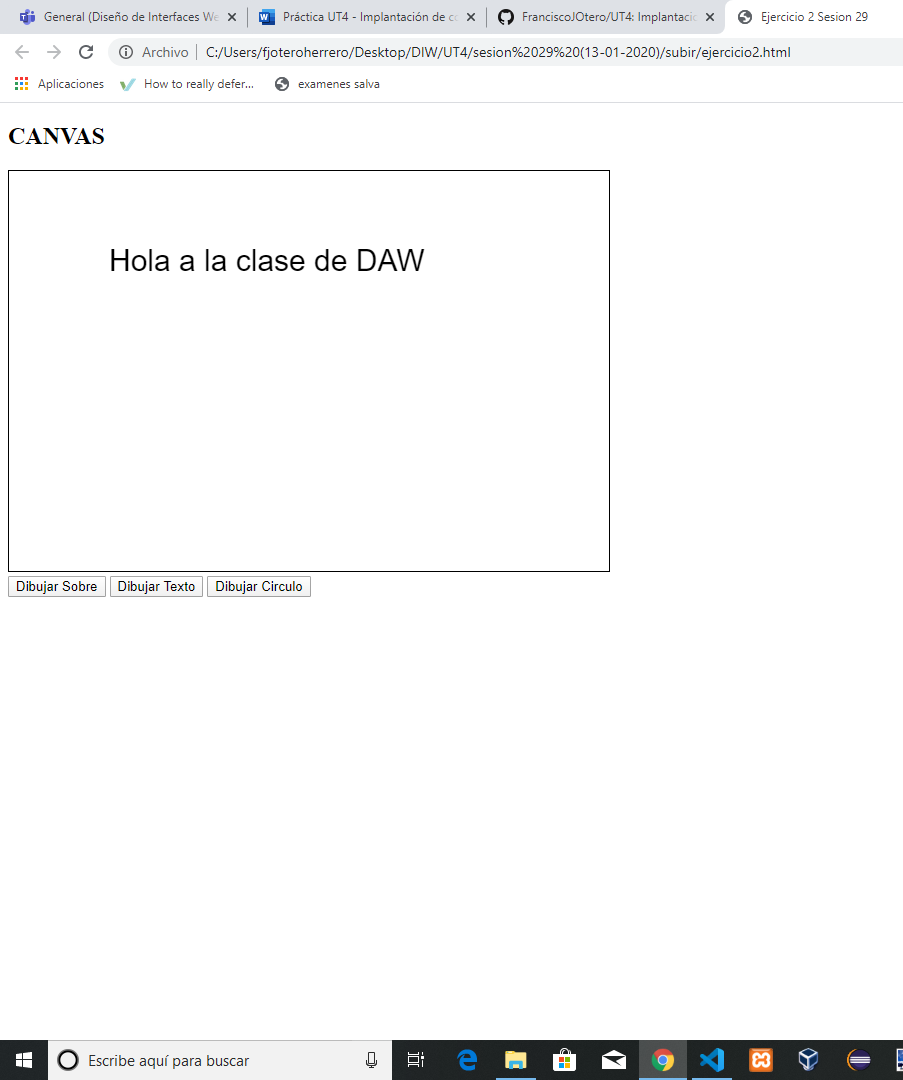 General (Diseño de Interfaces We
Práctica UT4 - Implantación de co
FranciscoJOtero/UT4: Implantació
Ejercicio 2 Sesion 29
Archivo
C:/Users/fjoteroherrero/Desktop/DIW/UT4/sesion%2029%20(13-01-2020)/subir/ejercicio2.html
Aplicaciones
How to really defer...
examenes salva
CANVAS
Hola a la clase de DAW
Dibujar Sobre
Dibujar Texto
Dibujar Circulo
Escribe aquí para buscar